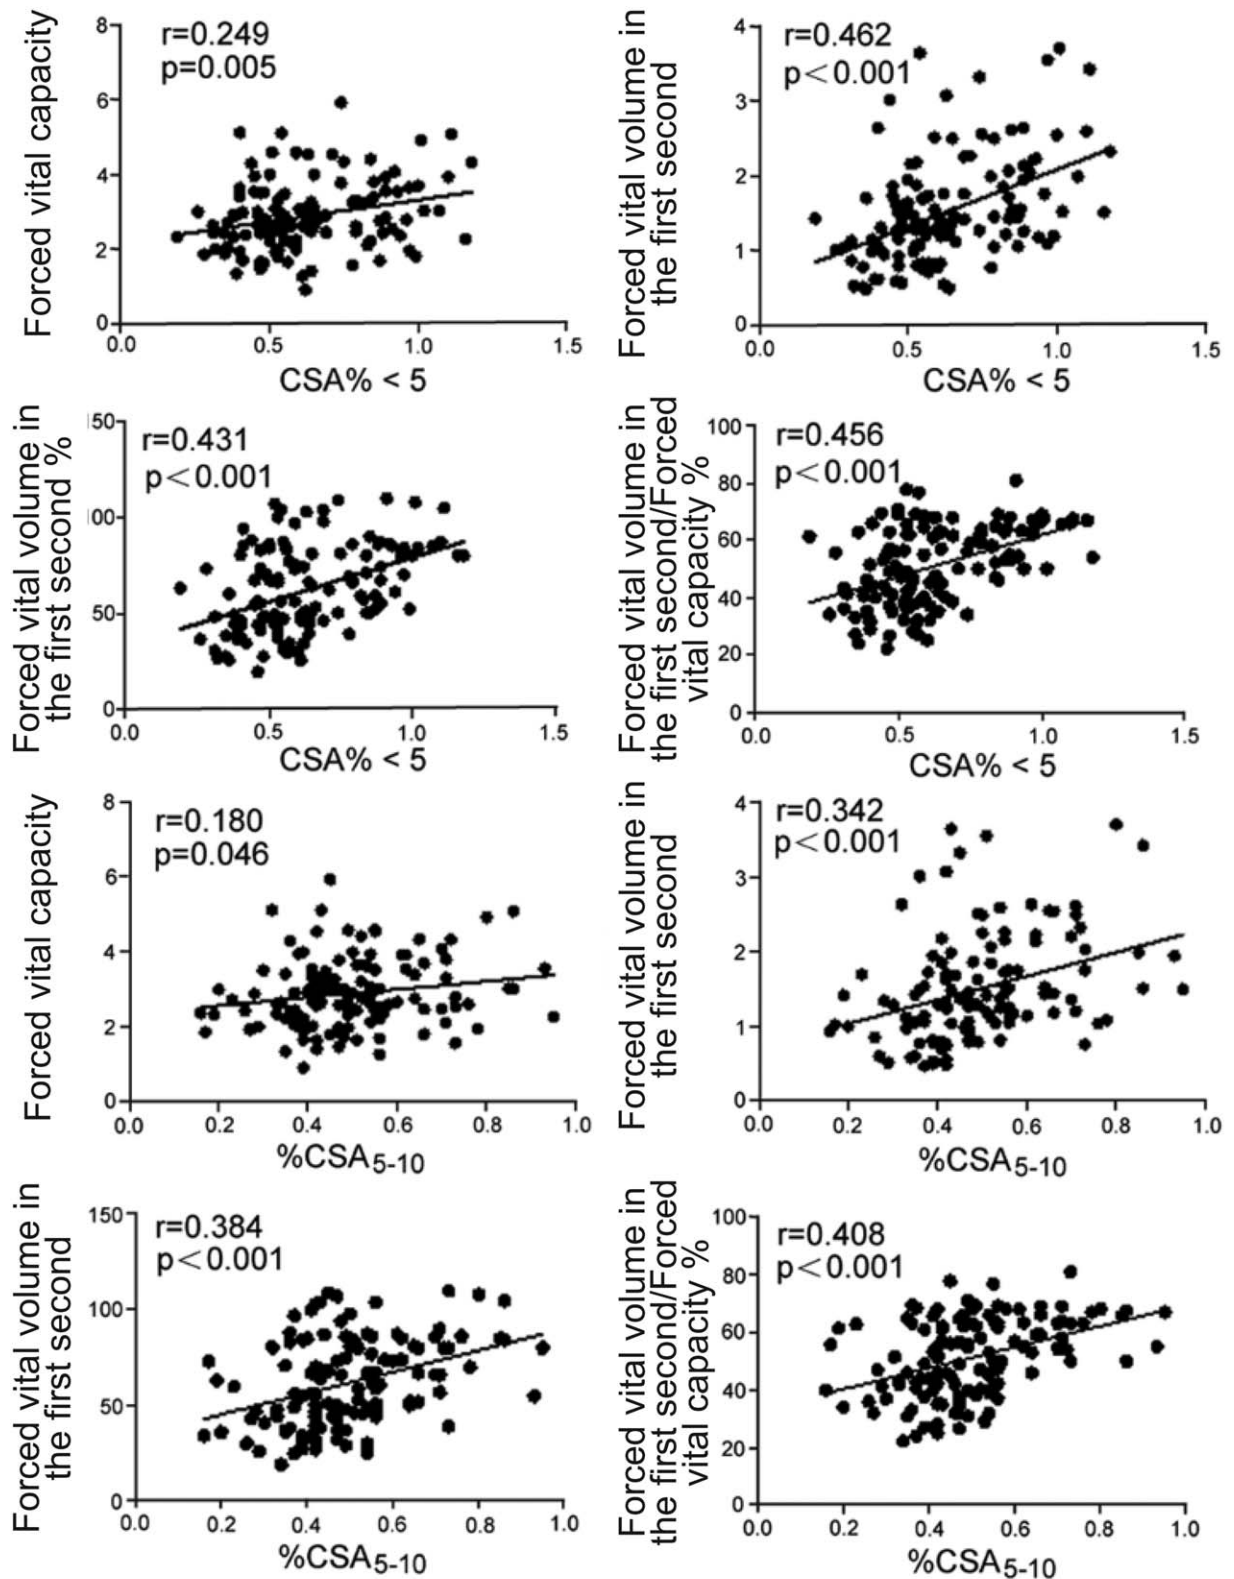 Forced vital capacity
8
6
4
2
0
r=0.249
p=0.005
0.0 0.5 1.0 1.5
CSA% < 5
Forced vital volume in
the first second
4
3
2
1
0
r=0.462
p<0.001
0.0 0.5 1.0 1.5
CSA% < 5
Forced vital volume in
the first second %
150
100
50
0
r=0.431
p<0.001
0.0 0.5 1.0 1.5
CSA% < 5
Forced vital volume in
the first second/Forced
vital capacity %
100
80
60
40
20
0
r=0.456
p<0.001
0.0 0.5 1.0 1.5
CSA% < 5
Forced vital capacity
8
6
4
2
0
r=0.180
p=0.046
0.0 0.2 0.4 0.6 0.8 1.0
%CSA5-10
Forced vital volume in
the first second
4
3
2
1
0
r=0.342
p<0.001
0.0 0.2 0.4 0.6 0.8 1.0
%CSA5-10
Forced vital volume in
the first second
150
100
50
0
r=0.384
p<0.001
0.0 0.2 0.4 0.6 0.8 1.0
%CSA5-10
Forced vital volume in
the first second/Forced
vital capacity %
100
80
60
40
20
0
r=0.408
p<0.001
0.0 0.2 0.4 0.6 0.8 1.0
%CSA5-10